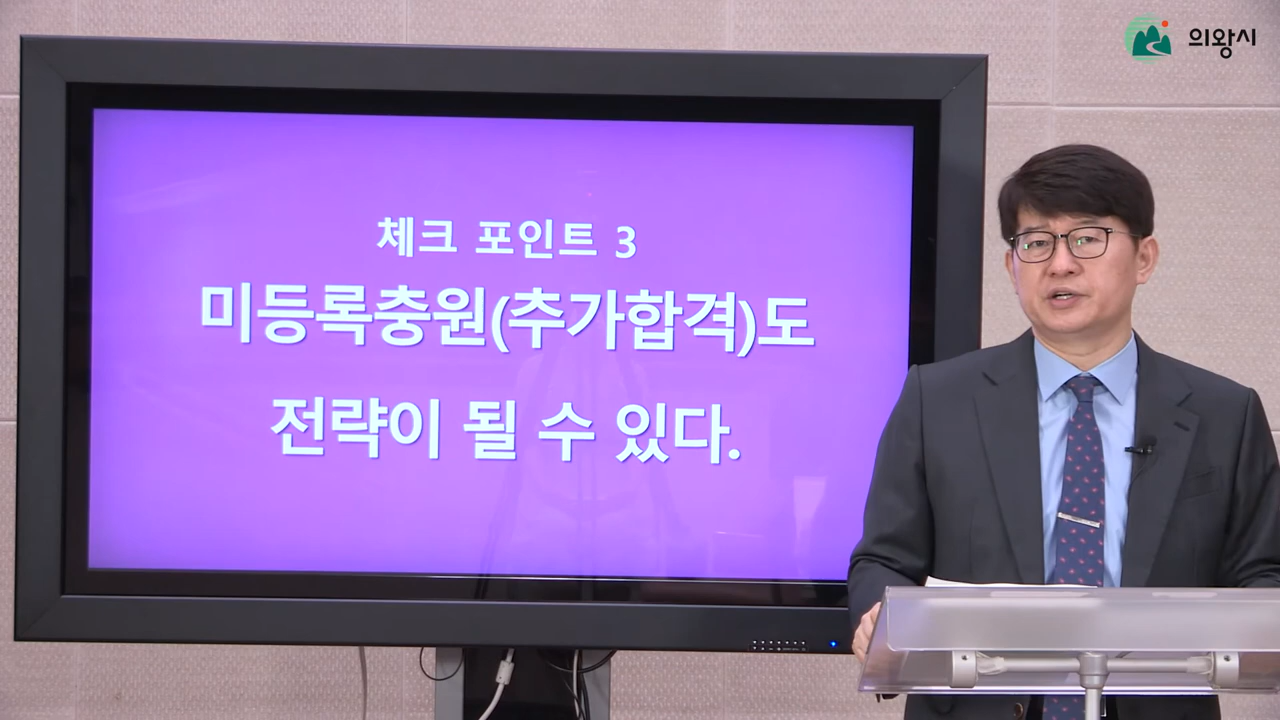 의왕시
체크 포인트 3
미등록충원(추가합격)도
전략이 될 수 있다.